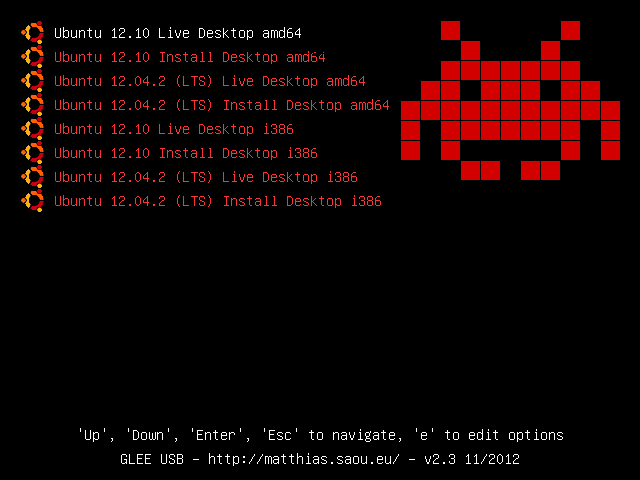 Ubuntu 12.10 Live Desktop amd64
Ubuntu 12.10 Install Desktop amd64
Ubuntu 12.04.2 (LTS) Live Desktop amd64
Ubuntu 12.04.2 (LTS) Install Desktop amd64
Ubuntu 12.10 Live Desktop i386
Ubuntu 12.10 Install Desktop i386
Ubuntu 12.04.2 (LTS) Live Desktop i386
Ubuntu 12.04.2 (LTS) Install Desktop i386
'Up', 'Down', 'Enter', 'Esc' to navigate, 'e' to edit options
GLEE USB - http://matthias.saou.eu/ - v2.3 11/2012